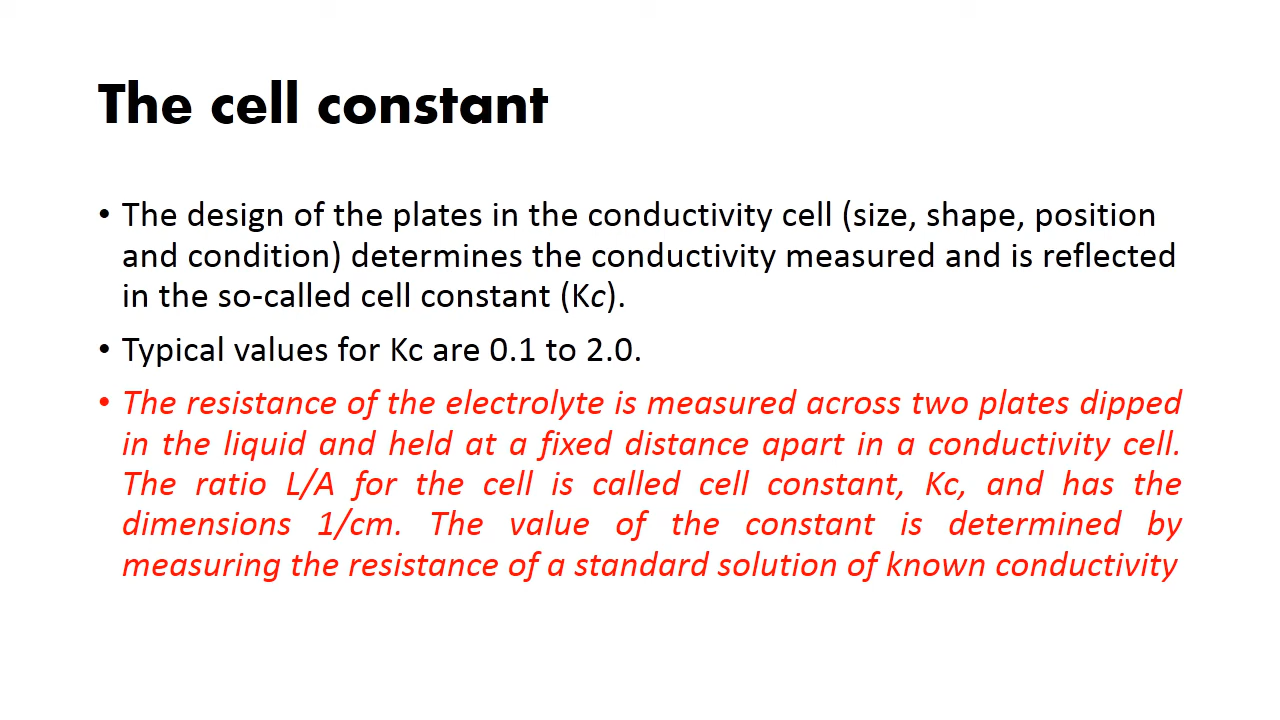 The cell constant
• The design of the plates in the conductivity cell (size, shape, position
and condition) determines the conductivity measured and is reflected
in the so-called cell constant (Kc).
• Typical values for Kc are 0.1 to 2.0.
• The resistance of the electrolyte is measured across two plates dipped
in the liquid and held at a fixed distance apart in a conductivity cell.
The ratio L/A for the cell is called cell constant, Kc, and has the
dimensions 1/cm. The value of the constant is determined by
measuring the resistance of a standard solution of known conductivity